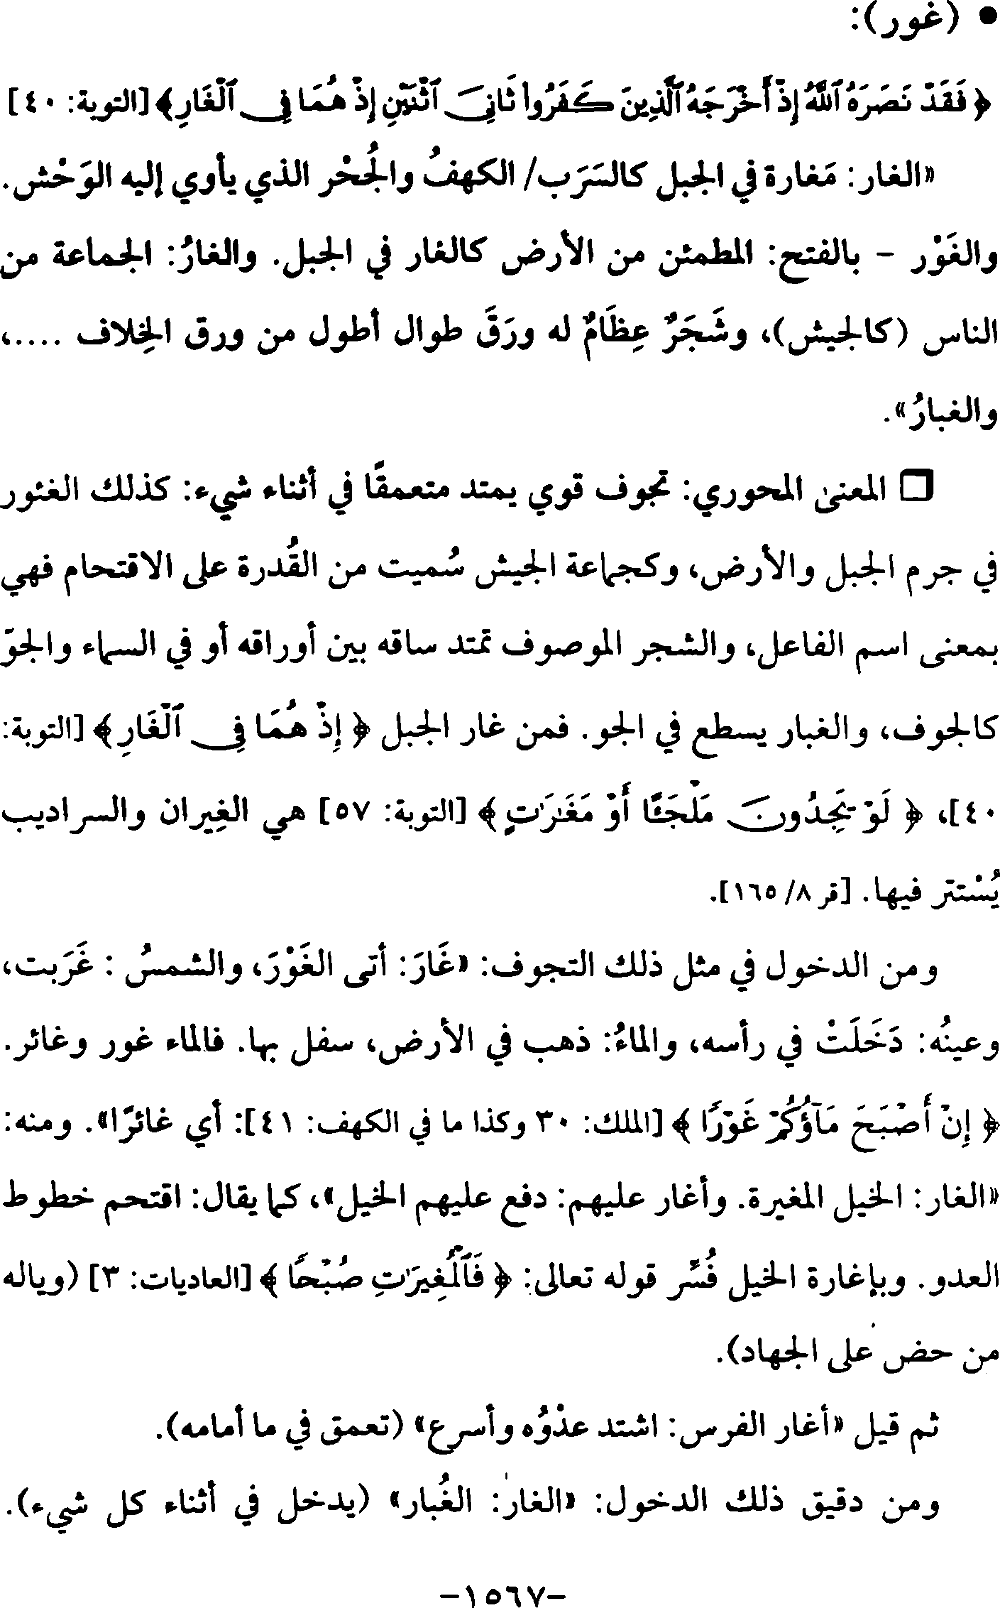 • (غور):
﴿ فَقَدْ نَصَرَهُ ٱللَّهُ إِذْ أَخْرَجَهُ ٱلَّذِينَ كَفَرُوا۟ ثَانِىَ ٱثْنَيْنِ إِذْ هُمَا فِى ٱلْغَارِ﴾ [التوبة: ٤٠]
«الغار: مَغارة في الجبل كالسَرَب/ الكهفُ والجُحْر الذي يأوي إليه الوَحْش.
والغَوْر - بالفتح: المطمئن من الأرض كالغار في الجبل. والغارُ: الجماعة من
الناس (كالجيش)، وشَجَرٌ عِظَامٌ له ورَقَ طوال أطول من ورق الخِلاف ....،
والغبارُ».
❒ المعنىٰ المحوري: تجوف قوي يمتد متعمقًا في أثناء شيء: كذلك الغئور
في جرم الجبل والأرض، وكجماعة الجيش سُميت من القُدرة على الاقتحام فهي
بمعنى اسم الفاعل، والشجر الموصوف تمتد ساقه بين أوراقه أو في السماء والجوّ
كالجوف، والغبار يسطع في الجو. فمن غار الجبل ﴿ إِذْ هُمَا فِى ٱلْغَارِ﴾ [التوبة:
٤٠]، ﴿ لَوْ يَجِدُونَ مَلْجَـًٔا أَوْ مَغَـٰرَٰتٍ ﴾ [التوبة: ٥٧] هي الغِيران والسراديب
يُسْتتر فيها. [قر ٨/ ١٦٥].
ومن الدخول في مثل ذلك التجوف: «غَارَ: أتى الغَوْرَ، والشمسُ : غَرَبت،
وعينُه: دَخَلَتْ في رأسه، والماءُ: ذهب في الأرض، سفل بها. فالماء غور وغائر.
﴿ إِنْ أَصْبَحَ مَآؤُكُمْ غَوْرًا ﴾ [الملك: ٣٠ وكذا ما في الكهف: ٤١]: أي غائرًا». ومنه:
«الغار: الخيل المغيرة. وأغار عليهم: دفع عليهم الخيل»، كما يقال: اقتحم خطوط
العدو. وبإغارة الخيل فُسِّر قوله تعالى: ﴿ فَٱلْمُغِيرَٰتِ صُبْحًا ﴾ [العاديات: ٣] (وياله
من حض على الجهاد).
ثم قيل «أغار الفرس: اشتد عدْوُه وأسرع» (تعمق في ما أمامه).
ومن دقيق ذلك الدخول: «الغار: الغُبار» (يدخل في أثناء كل شيء).
-١٥٦٧-